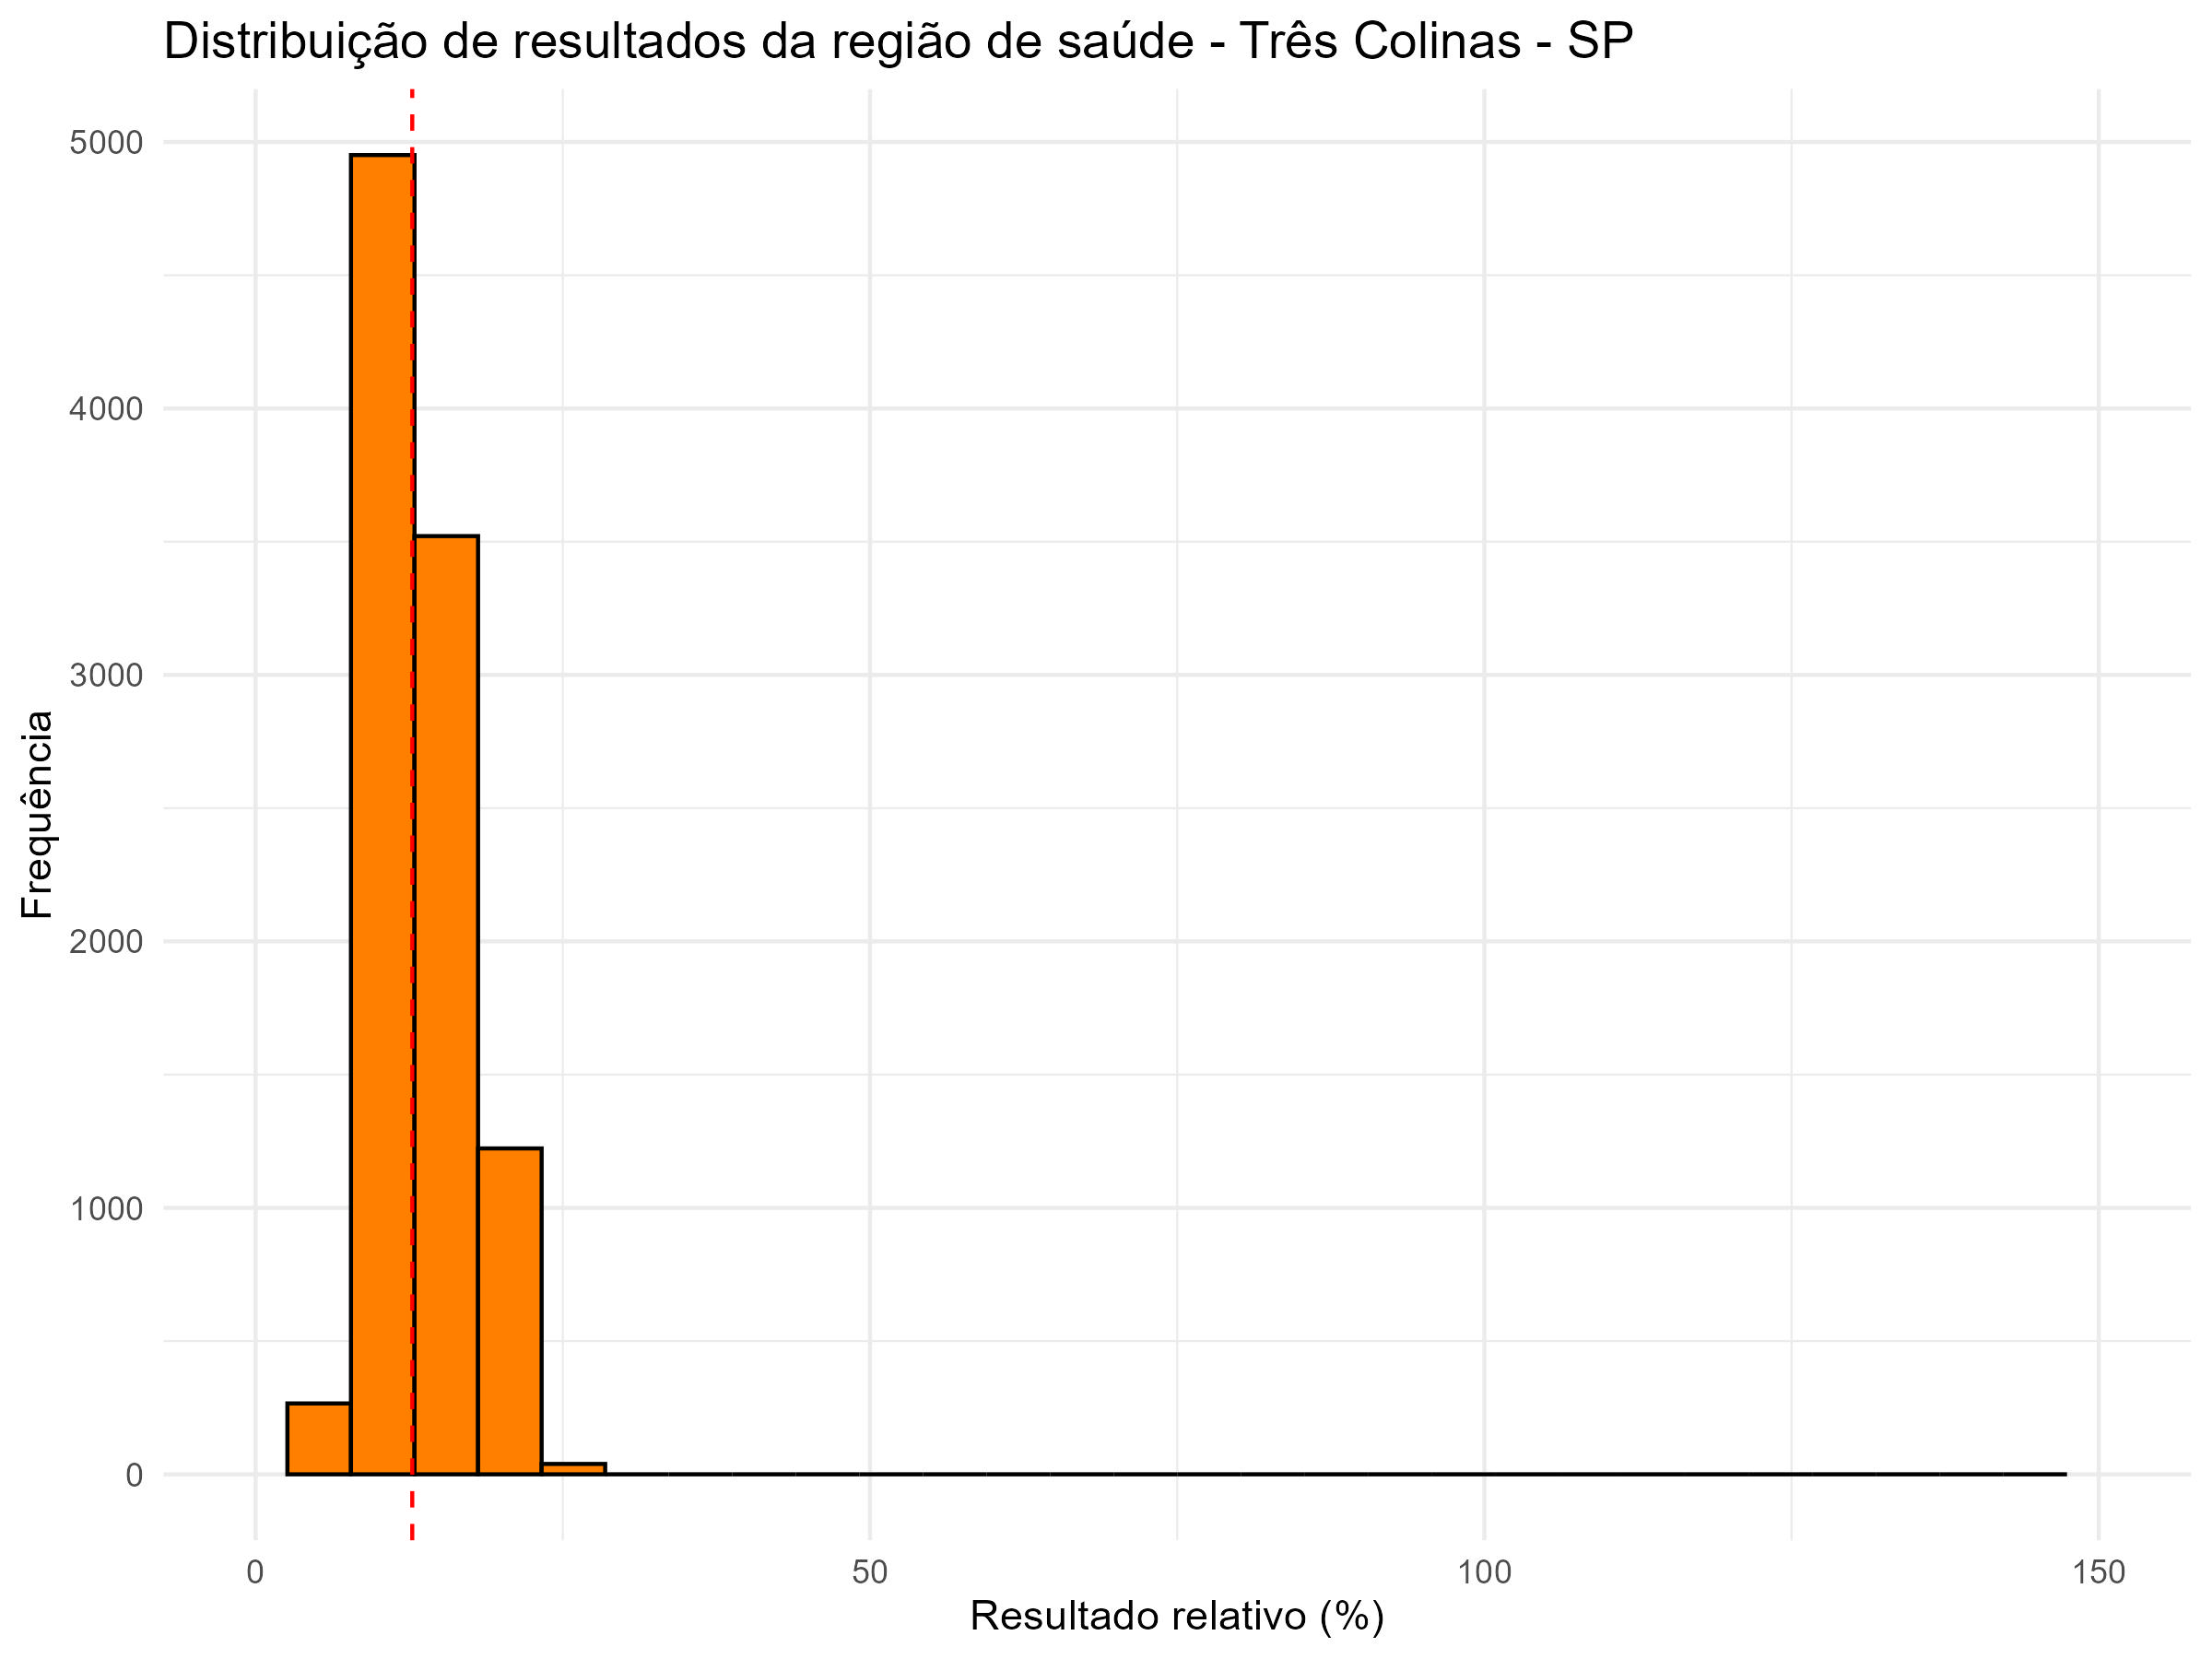 Distribuição de resultados da região de saúde - Três Colinas - SP
5000
4000
3000
2000
1000
0
Frequência
0 50 100 150
Resultado relativo (%)